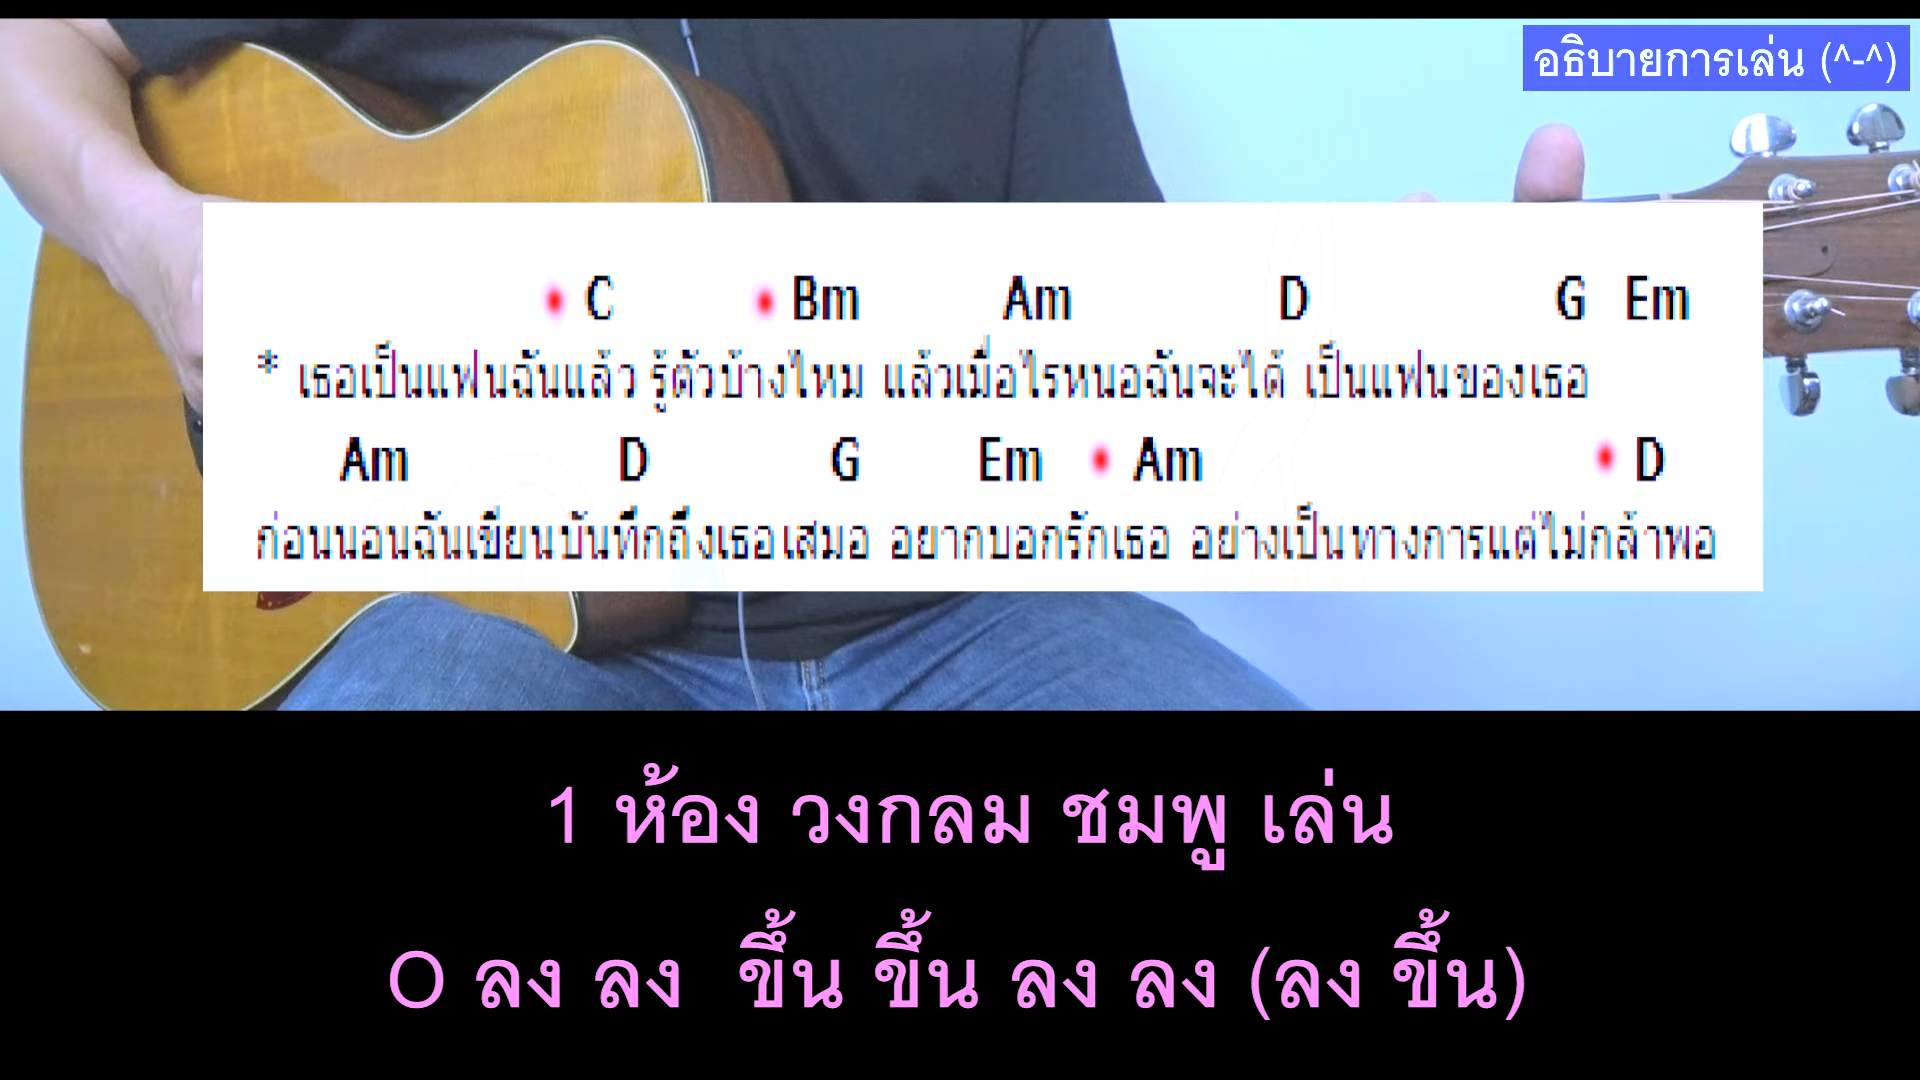 อธิบายการเล่น (^-^)
• C • Bm Am D G Em
* เธอเป็นแฟนฉันแล้ว รู้ตัวบ้างไหม แล้วเมื่อไรหนอฉันจะได้ เป็นแฟนของเธอ
Am D G Em • Am • D
ก่อนนอนฉันเขียนบันทึกถึงเธอเสมอ อยากบอกรักเธอ อย่างเป็นทางการแต่ไม่กล้าพอ
1 ห้อง วงกลม ชมพู เล่น
O ลง ลง ขึ้น ขึ้น ลง ลง (ลง ขึ้น)